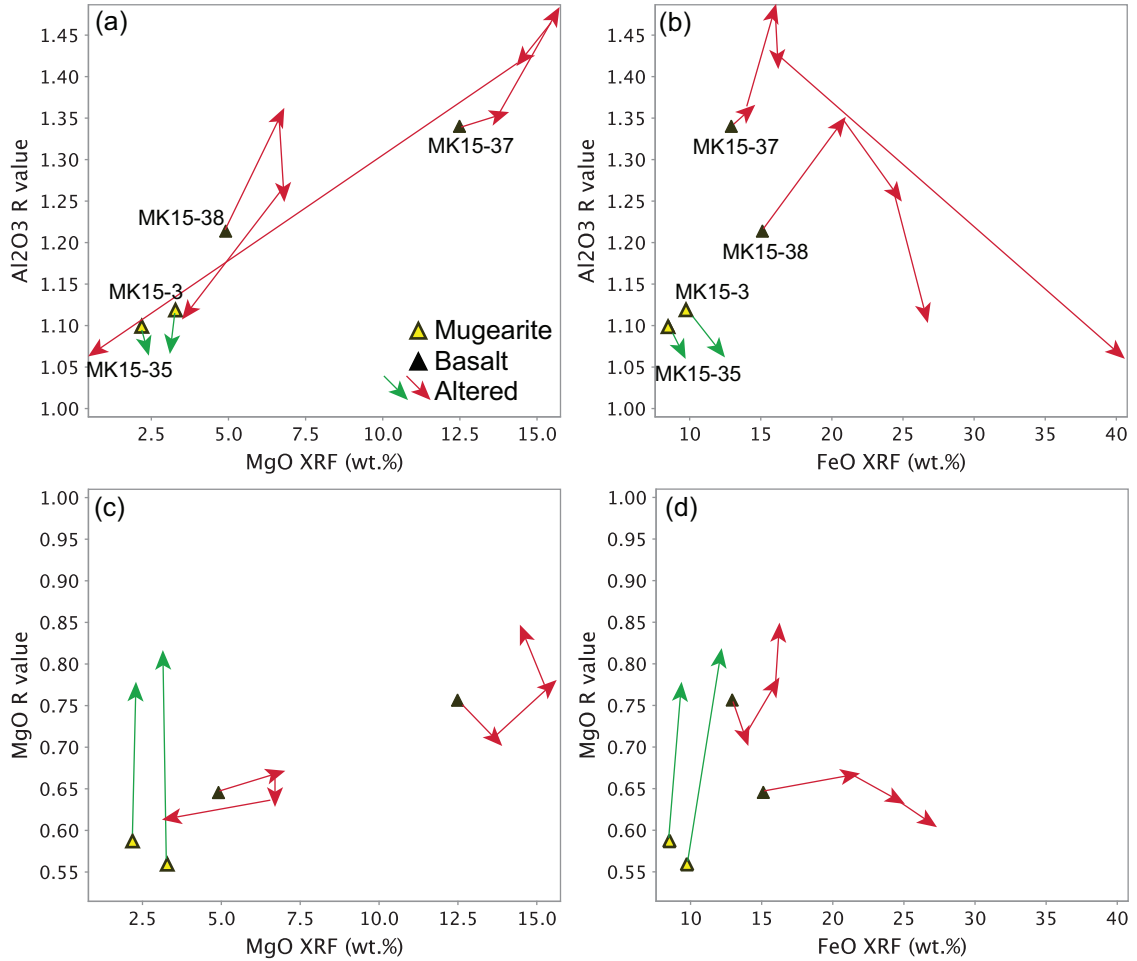 (a)
1.45
1.40
1.35
1.30
1.25
1.20
1.15
1.10
1.05
1.00
Al2O3 R value
MK15-37
MK15-38
MK15-3
MK15-35
Mugearite
Basalt
Altered
2.5 5.0 7.5 10.0 12.5 15.0
MgO XRF (wt.%)
(b)
1.45
1.40
1.35
1.30
1.25
1.20
1.15
1.10
1.05
1.00
Al2O3 R value
MK15-37
MK15-38
MK15-3
MK15-35
10 15 20 25 30 35 40
FeO XRF (wt.%)
(c)
1.00
0.95
0.90
0.85
0.80
0.75
0.70
0.65
0.60
0.55
MgO R value
2.5 5.0 7.5 10.0 12.5 15.0
MgO XRF (wt.%)
(d)
1.00
0.95
0.90
0.85
0.80
0.75
0.70
0.65
0.60
0.55
MgO R value
10 15 20 25 30 35 40
FeO XRF (wt.%)